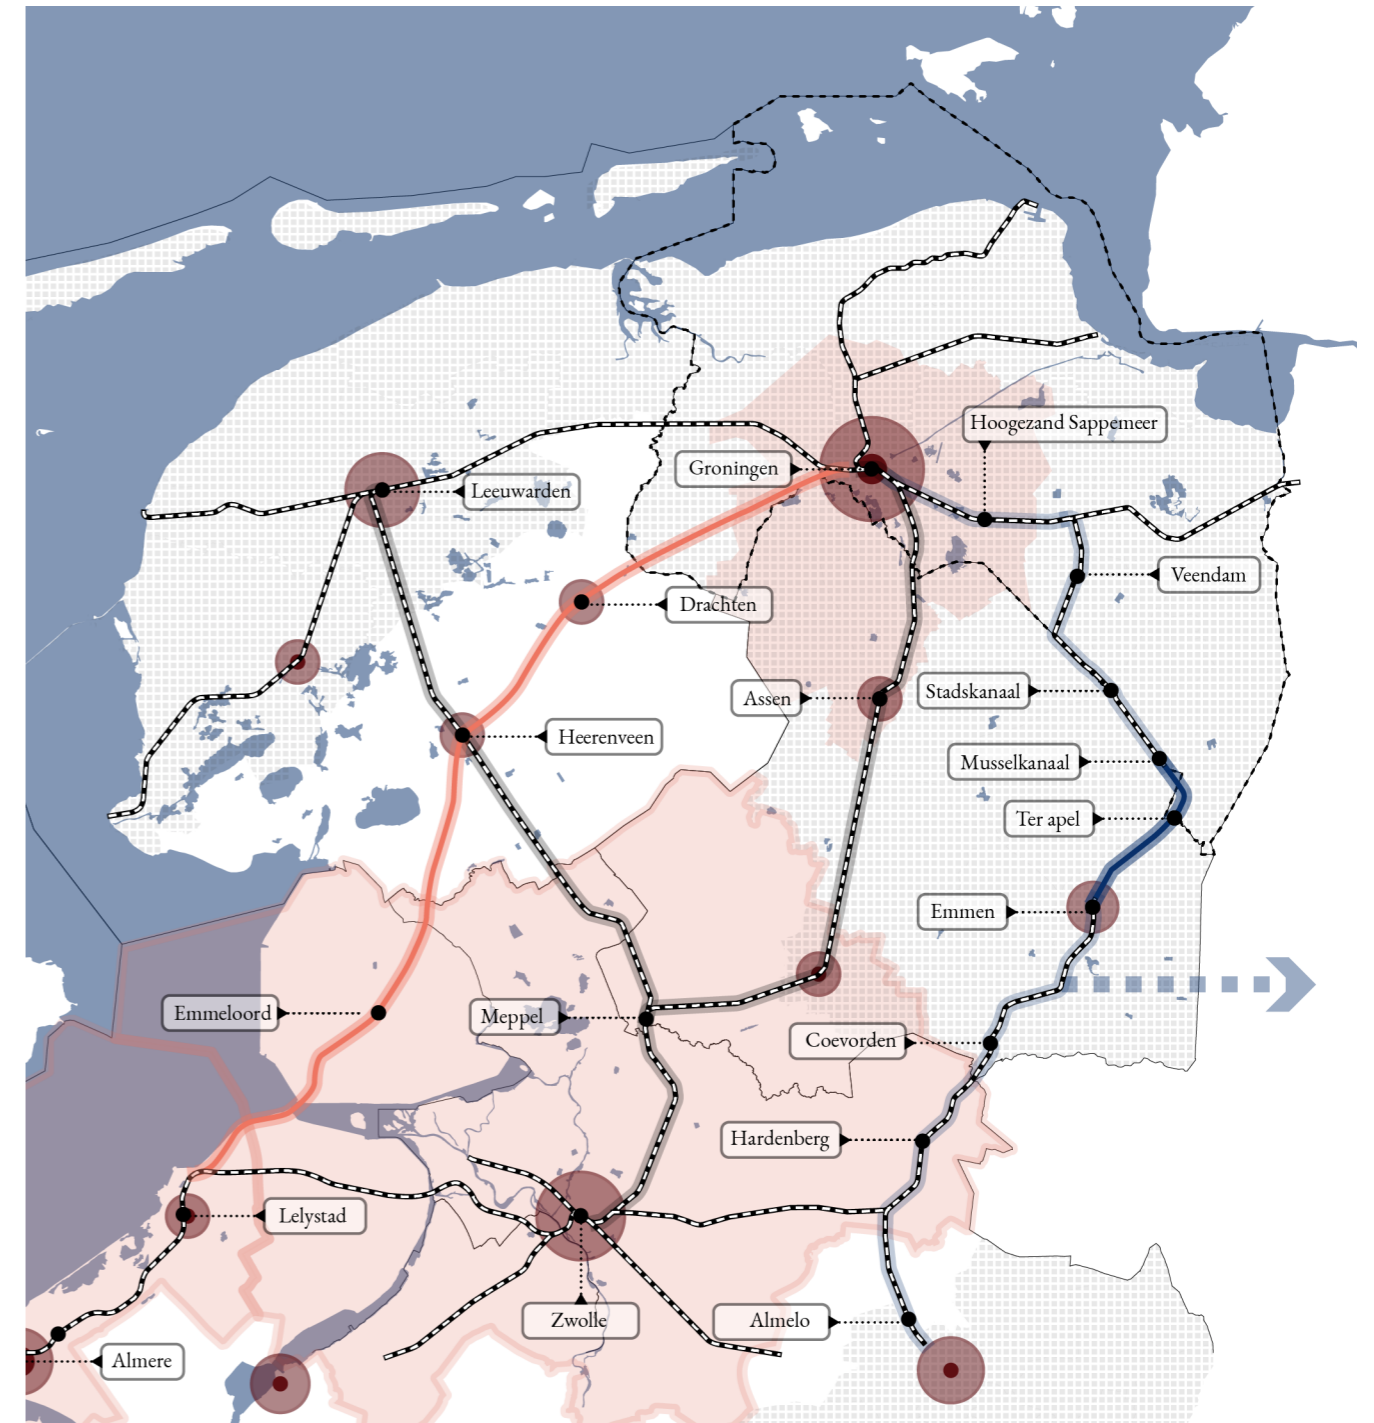 Hoogezand Sappemeer
Groningen
Leeuwarden
Veendam
Drachten
Stadskanaal
Assen
Heerenveen
Musselkanaal
Ter apel
Emmen
Emmeloord
Meppel
Coevorden
Hardenberg
Lelystad
Zwolle
Almelo
Almere